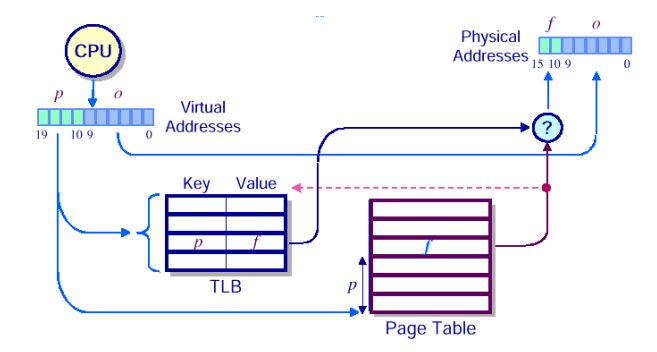 CPU
p o
19 10 9 0
Virtual
Addresses
Physical
Addresses
f o
15 10 9 0
?
Key Value
p f
TLB
f
p
Page Table